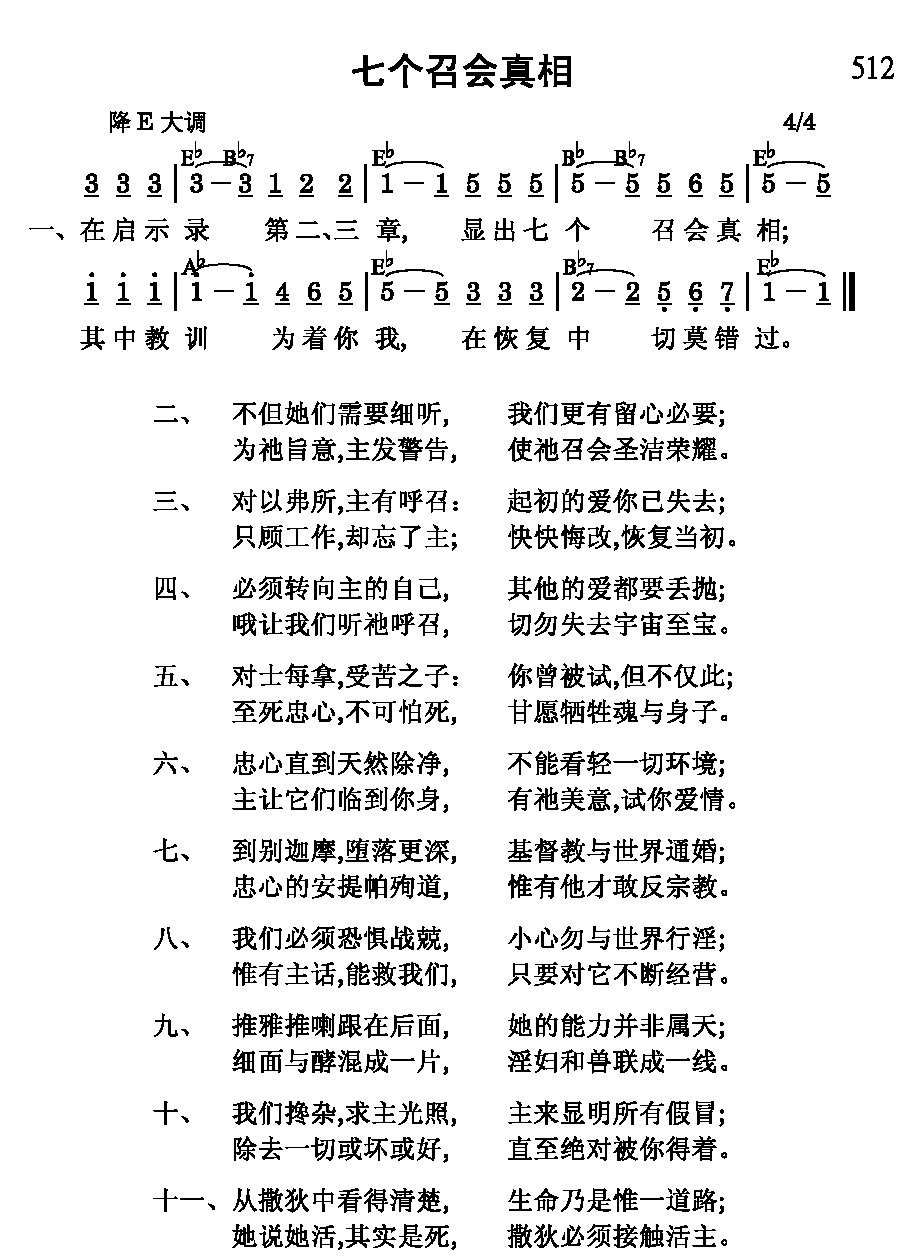 七个召会真相 512
降E大调 4/4
E♭ B♭7 E♭ B♭ B♭7 E♭
3 3 3 | 3 - 3 1 2 2 | 1 - 1 5 5 5 | 5 - 5 5 6 5 | 5 - 5
一、在启示录 第二、三章, 显出七个 召会真相;
A♭ E♭ B♭7 E♭
1 1 1 | 1 - 1 4 6 5 | 5 - 5 3 3 3 | 2 - 2 5 6 7 | 1 - 1 ‖
其中教训 为着你我, 在恢复中 切莫错过。
二、 不但她们需要细听, 我们更有留心必要;
为祂旨意,主发警告, 使祂召会圣洁荣耀。
三、 对以弗所,主有呼召: 起初的爱你已失去;
只顾工作,却忘了主; 快快悔改,恢复当初。
四、 必须转向主的自己, 其他的爱都要丢抛;
哦让我们听祂呼召, 切勿失去宇宙至宝。
五、 对士每拿,受苦之子: 你曾被试,但不仅此;
至死忠心,不可怕死, 甘愿牺牲魂与身子。
六、 忠心直到天然除净, 不能看轻一切环境;
主让它们临到你身, 有祂美意,试你爱情。
七、 到别迦摩,堕落更深, 基督教与世界通婚;
忠心的安提帕殉道, 惟有他才敢反宗教。
八、 我们必须恐惧战兢, 小心勿与世界行淫;
惟有主话,能救我们, 只要对它不断经营。
九、 推雅推喇跟在后面, 她的能力并非属天;
细面与酵混成一片, 淫妇和兽联成一线。
十、 我们搀杂,求主光照, 主来显明所有假冒;
除去一切或坏或好, 直至绝对被你得着。
十一、从撒狄中看得清楚, 生命乃是惟一道路;
她说她活,其实是死, 撒狄必须接触活主。